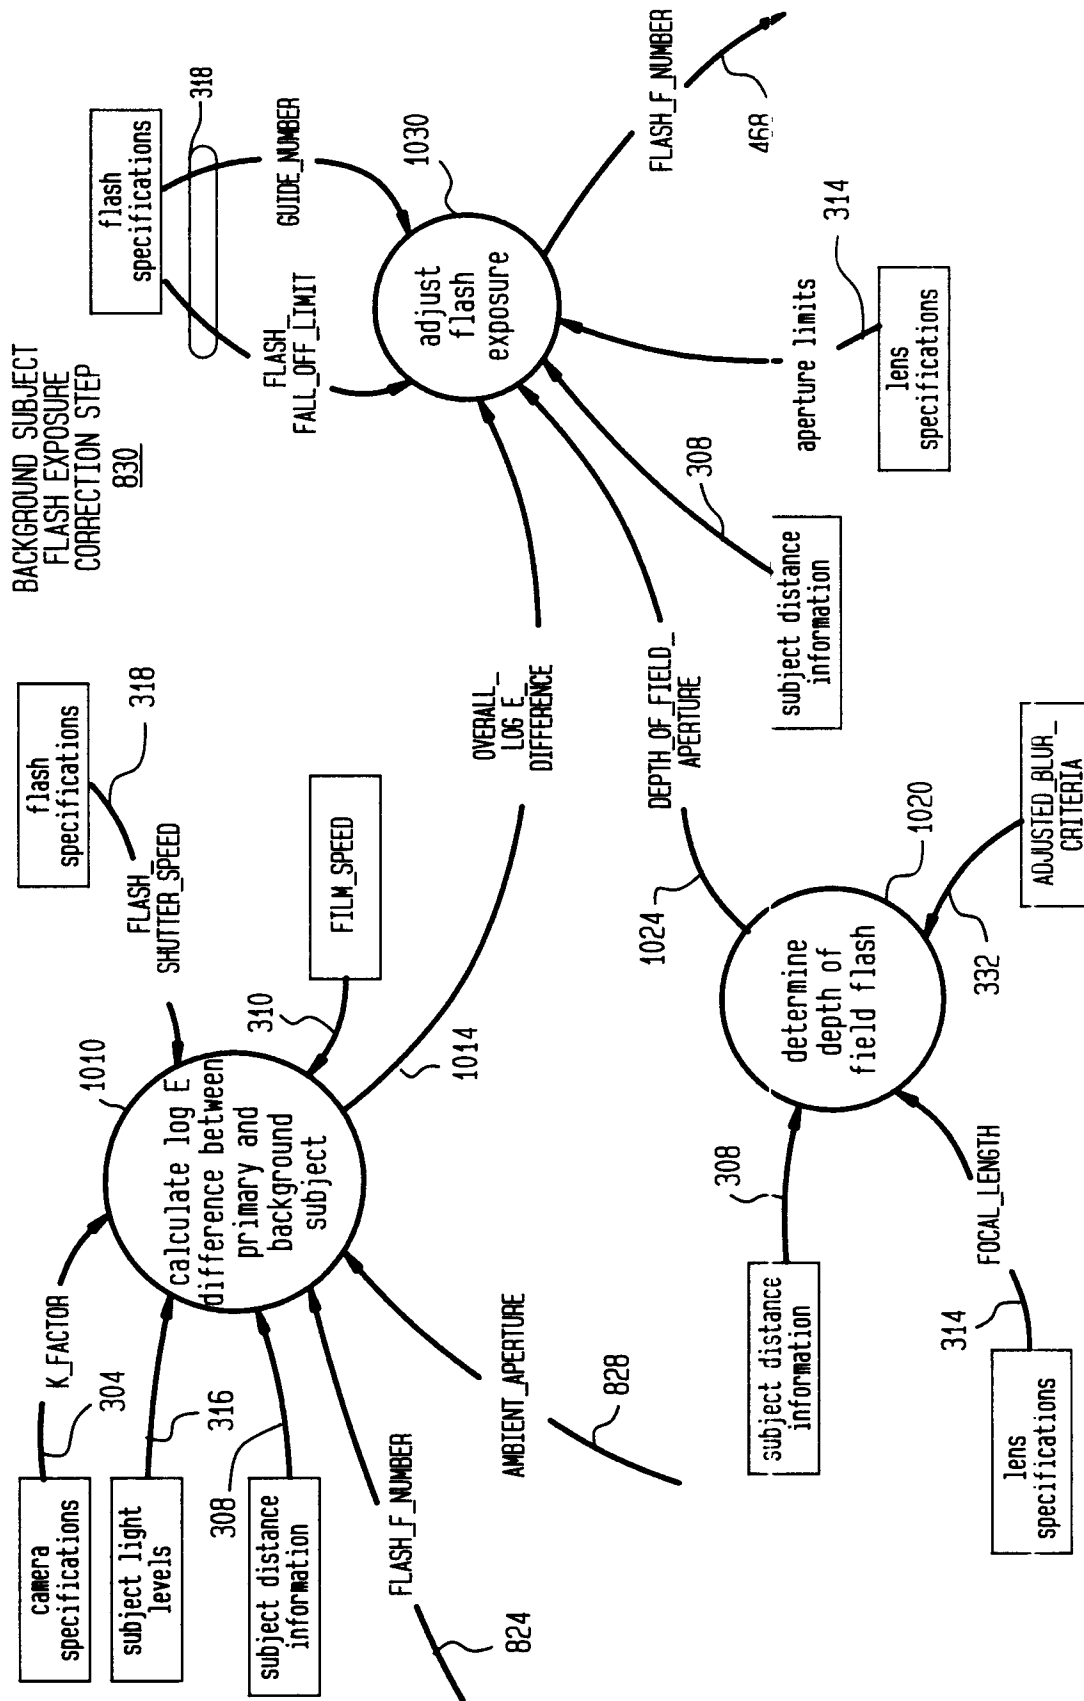 BACKGROUND SUBJECT
FLASH EXPOSURE
CORRECTION STEP
830
camera
specifications
304
K_FACTOR
1010
subject light
levels
316
subject distance
information
308
FLASH_F_NUMBER
824
AMBIENT_APERTURE
828
calculate log E
difference between
primary and
background
subject
flash
specifications
318
FLASH_
SHUTTER_SPEED
FILM_SPEED
310
1014
OVERALL_
LOG E_
DIFFERENCE
flash
specifications
318
FLASH_
FALL_OFF_LIMIT
GUIDE_NUMBER
1030
adjust
flash
exposure
FLASH_F_NUMBER
468
aperture limits
314
lens
specifications
subject distance
information
308
DEPTH_OF_FIELD_
APERTURE
1024
determine
depth of
field flash
1020
332
ADJUSTED_BLUR_
CRITERIA
subject distance
information
308
lens
specifications
314
FOCAL_LENGTH